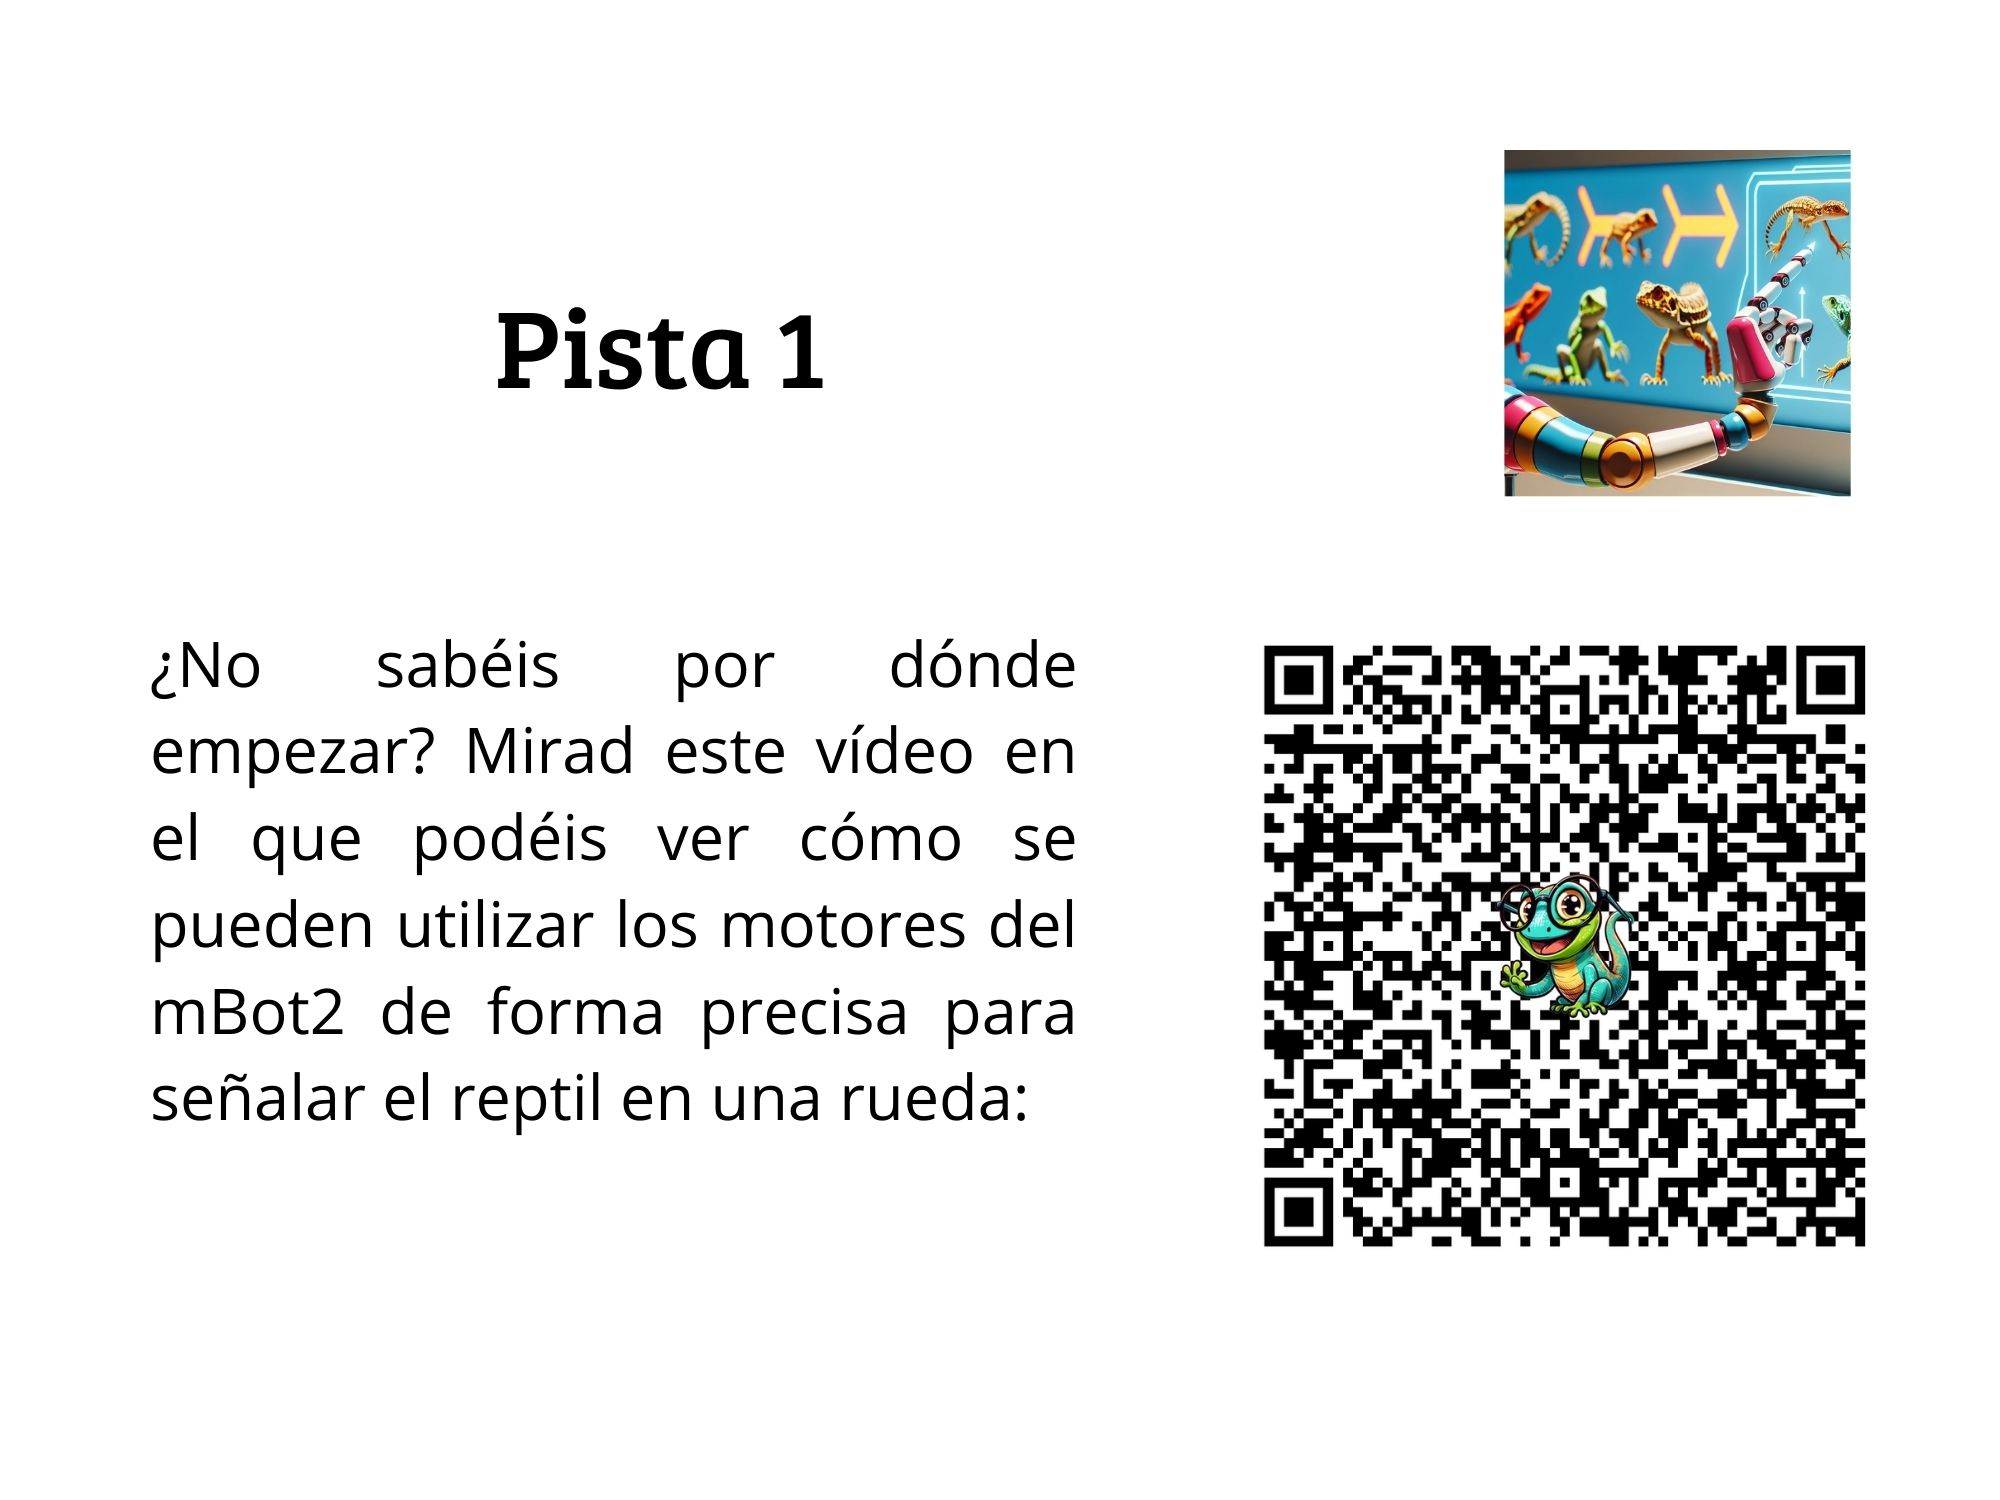 Pista 1
¿No sabéis por dónde
empezar? Mirad este vídeo en
el que podéis ver cómo se
pueden utilizar los motores del
mBot2 de forma precisa para
señalar el reptil en una rueda: